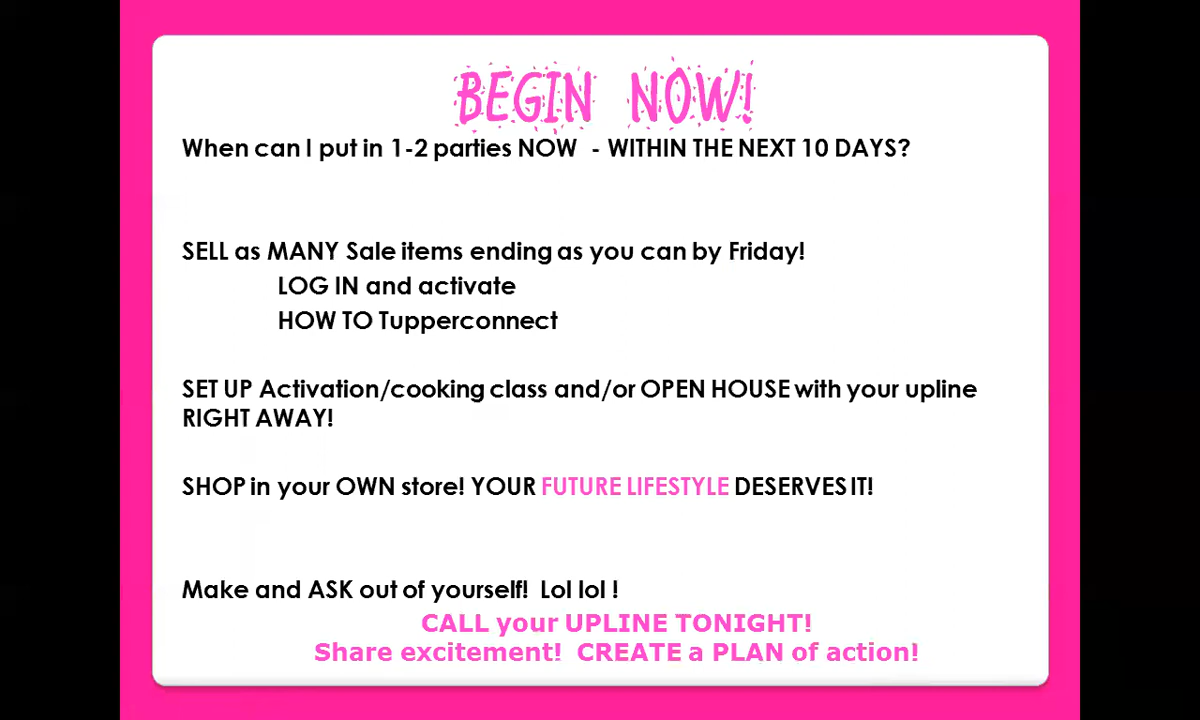 BEGIN NOW!
When can I put in 1-2 parties NOW - WITHIN THE NEXT 10 DAYS?
SELL as MANY Sale items ending as you can by Friday!
LOG IN and activate
HOW TO Tupperconnect
SET UP Activation/cooking class and/or OPEN HOUSE with your upline
RIGHT AWAY!
SHOP in your OWN store! YOUR FUTURE LIFESTYLE DESERVES IT!
Make and ASK out of yourself! Lol lol !
CALL your UPLINE TONIGHT!
Share excitement! CREATE a PLAN of action!